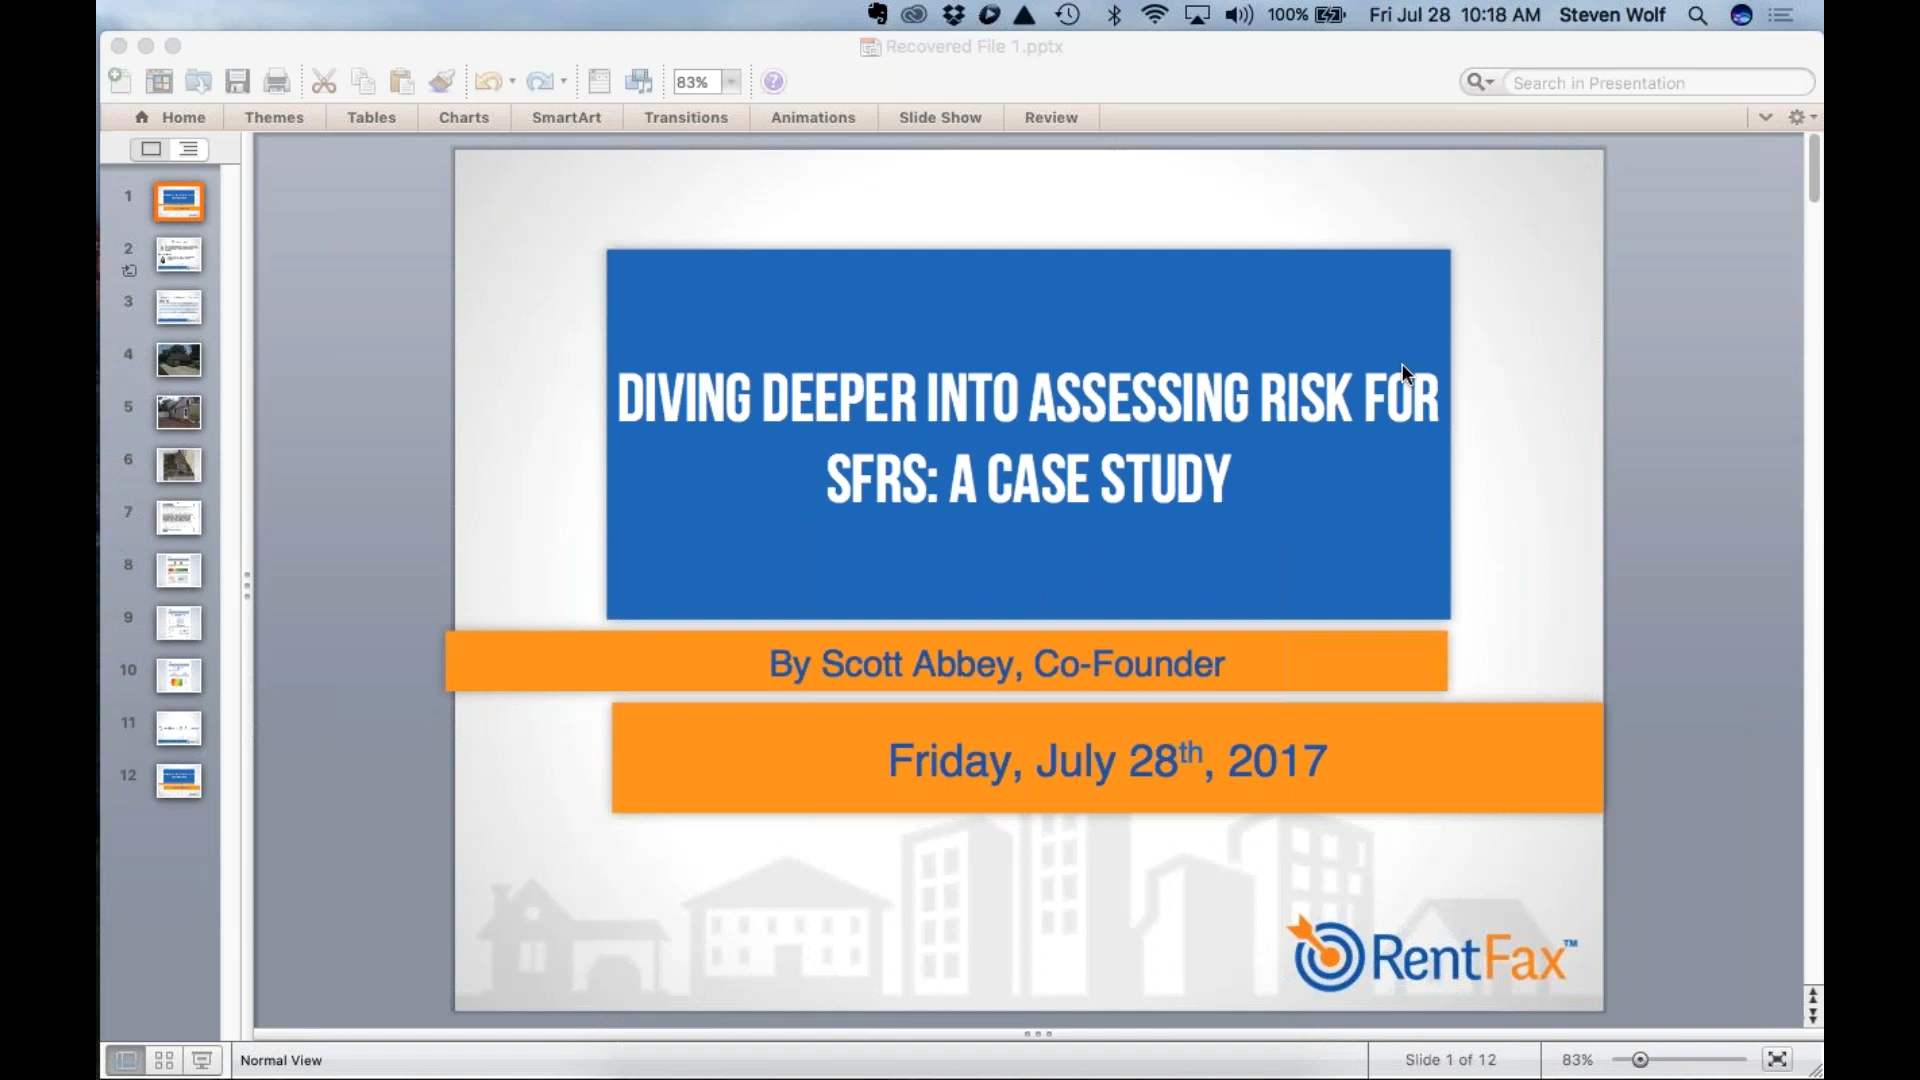 100% Fri Jul 28 10:18 AM Steven Wolf
Recovered File 1.pptx
83%
Search in Presentation
Home Themes Tables Charts SmartArt Transitions Animations Slide Show Review
1
2
3
4
5
6
7
8
9
10
11
12
DIVING DEEPER INTO ASSESSING RISK FOR
SFRS: A CASE STUDY
By Scott Abbey, Co-Founder
Friday, July 28th, 2017
RentFax™
Normal View Slide 1 of 12 83%